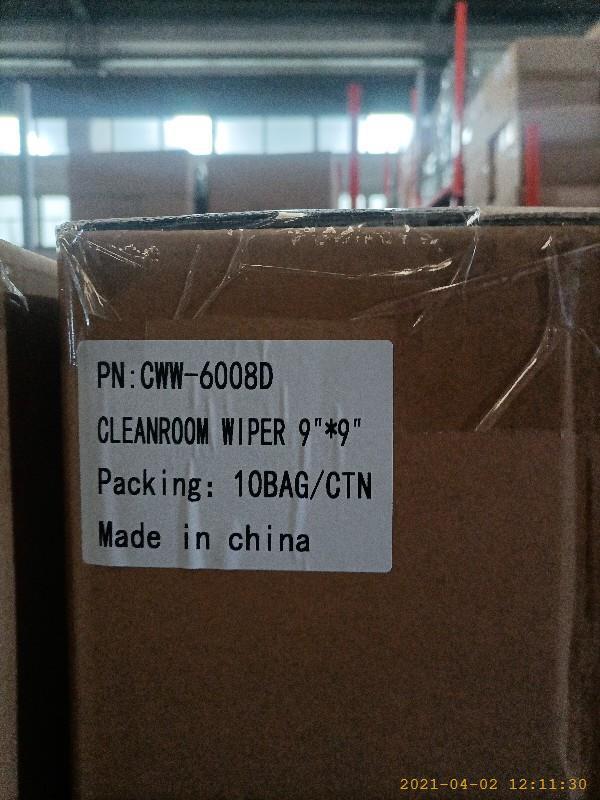 PN:CWW-6008D
CLEANROOM WIPER 9"*9"
Packing: 10BAG/CTN
Made in china
2021-04-02 12:11:30